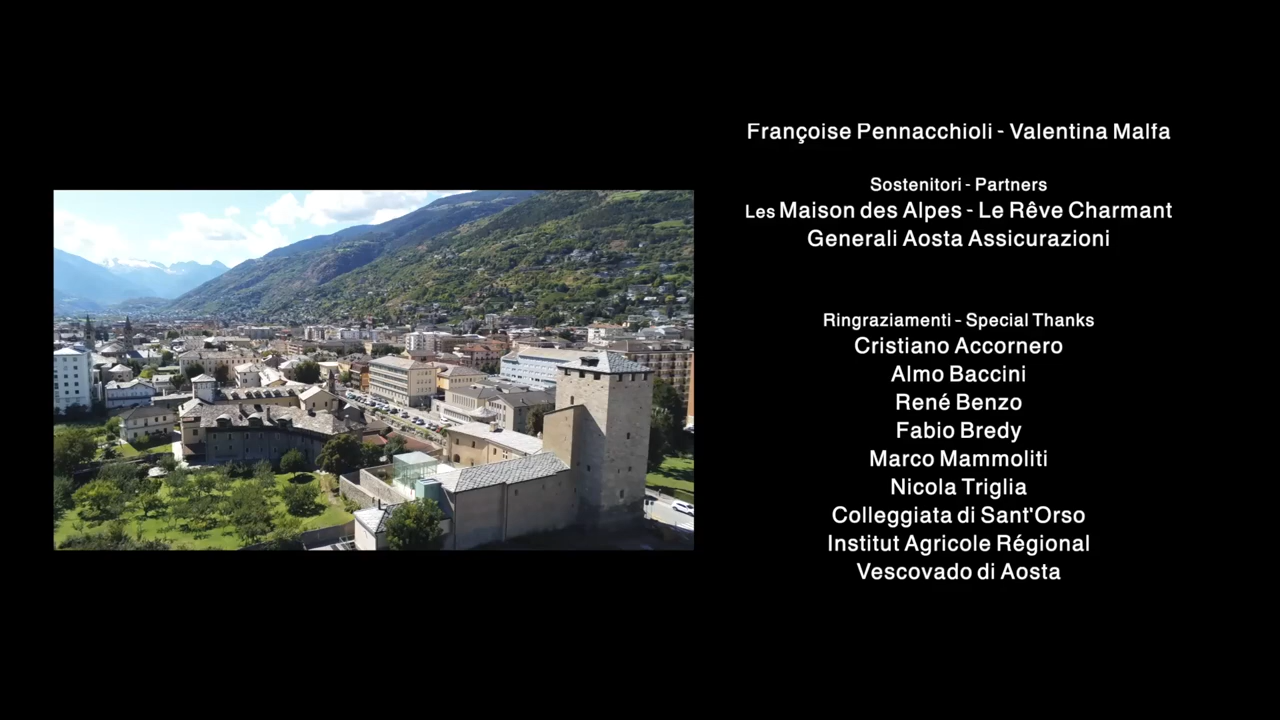 Françoise Pennacchioli - Valentina Malfa
Sostenitori - Partners
Les Maison des Alpes - Le Rêve Charmant
Generali Aosta Assicurazioni
Ringraziamenti - Special Thanks
Cristiano Accornero
Almo Baccini
René Benzo
Fabio Bredy
Marco Mammoliti
Nicola Triglia
Colleggiata di Sant'Orso
Institut Agricole Régional
Vescovado di Aosta